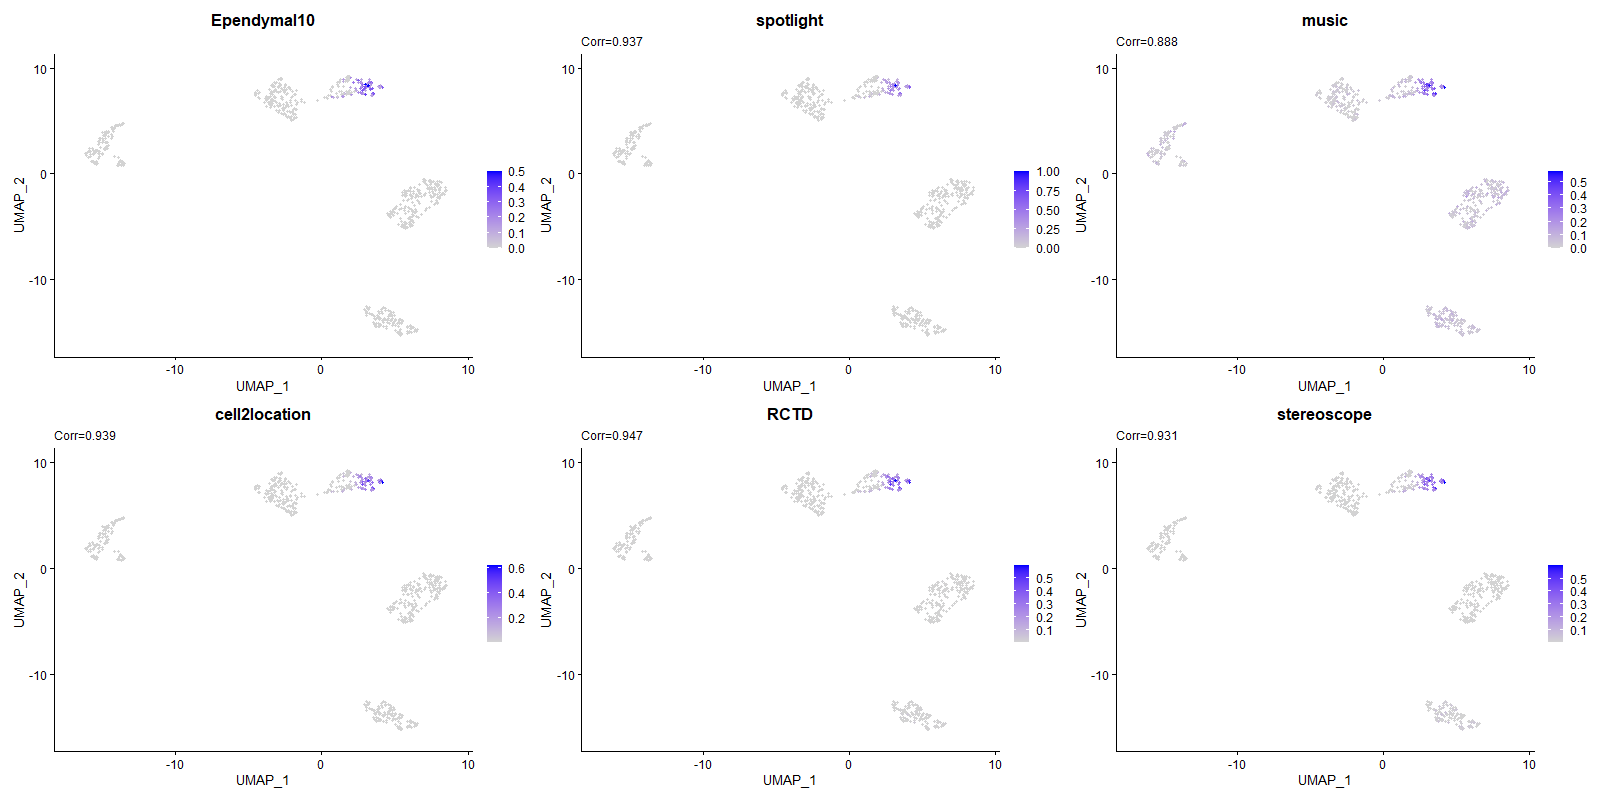 Ependymal10
10
0
-10
UMAP_2
-10
0
10
UMAP_1
0.5
0.4
0.3
0.2
0.1
0.0
spotlight
Corr=0.937
10
0
-10
UMAP_2
-10
0
10
UMAP_1
1.00
0.75
0.50
0.25
0.00
music
Corr=0.888
10
0
-10
UMAP_2
-10
0
10
UMAP_1
0.5
0.4
0.3
0.2
0.1
0.0
cell2location
Corr=0.939
10
0
-10
UMAP_2
-10
0
10
UMAP_1
0.6
0.4
0.2
RCTD
Corr=0.947
10
0
-10
UMAP_2
-10
0
10
UMAP_1
0.5
0.4
0.3
0.2
0.1
stereoscope
Corr=0.931
10
0
-10
UMAP_2
-10
0
10
UMAP_1
0.5
0.4
0.3
0.2
0.1